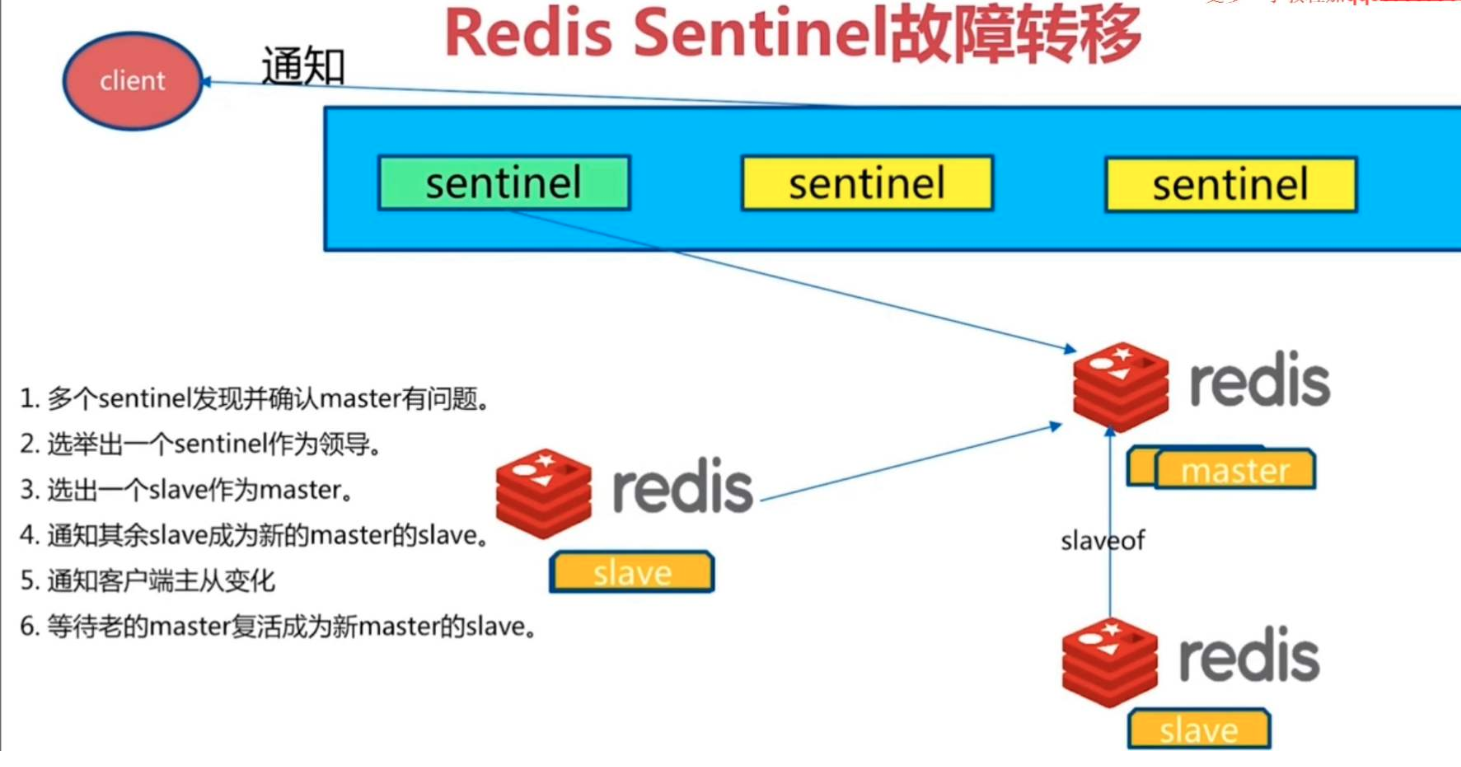 Redis Sentinel故障转移
client
通知
sentinel
sentinel
sentinel
redis
master
1. 多个sentinel发现并确认master有问题。
2. 选举出一个sentinel作为领导。
3. 选出一个slave作为master。
4. 通知其余slave成为新的master的slave。
5. 通知客户端主从变化
6. 等待老的master复活成为新master的slave。
redis
slave
slaveof
redis
slave